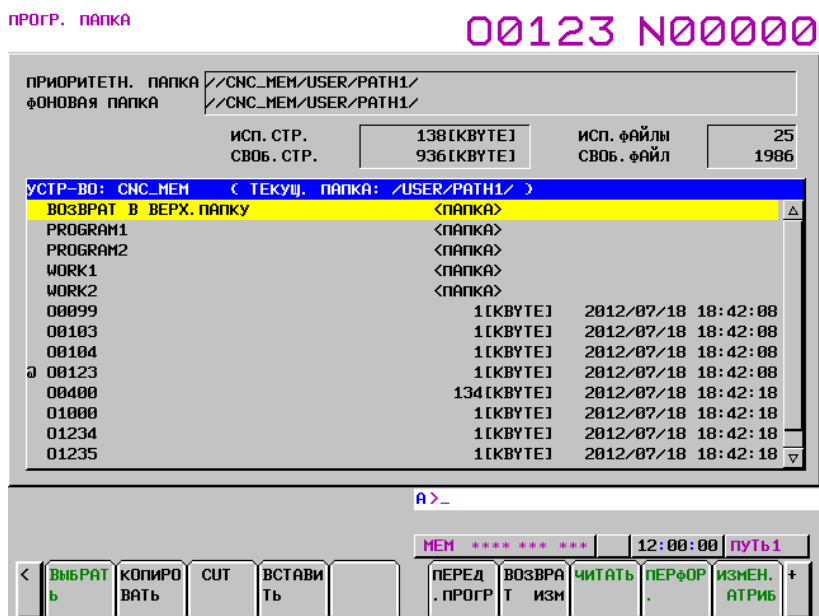 ПРОГР. ПАПКА
O0123 N00000
ПРИОРИТЕТН. ПАПКА //CNC_MEM/USER/PATH1/
ФОНОВАЯ ПАПКА //CNC_MEM/USER/PATH1/
ИСП. СТР. 138[KBYTE] ИСП. ФАЙЛЫ 25
СВОБ. СТР. 936[KBYTE] СВОБ. ФАЙЛ 1986
УСТР-ВО: CNC_MEM ( ТЕКУЩ. ПАПКА: /USER/PATH1/ )
ВОЗВРАТ В ВЕРХ.ПАПКУ <ПАПКА>
PROGRAM1 <ПАПКА>
PROGRAM2 <ПАПКА>
WORK1 <ПАПКА>
WORK2 <ПАПКА>
O0099 1[KBYTE] 2012/07/18 18:42:08
O0103 1[KBYTE] 2012/07/18 18:42:08
O0104 1[KBYTE] 2012/07/18 18:42:08
@ O0123 1[KBYTE] 2012/07/18 18:42:08
O0400 134[KBYTE] 2012/07/18 18:42:18
O1000 1[KBYTE] 2012/07/18 18:42:18
O1234 1[KBYTE] 2012/07/18 18:42:18
O1235 1[KBYTE] 2012/07/18 18:42:18
A>_
MEM **** *** *** 12:00:00 ПУТЬ1
< ВЫБРАТ КОПИРО CUT ВСТАВИ ПЕРЕД ВОЗВРА ЧИТАТЬ ПЕРФОР ИЗМЕН. +
Ь ВАТЬ ТЬ . ПРОГР Т ИЗМ . АТРИБ